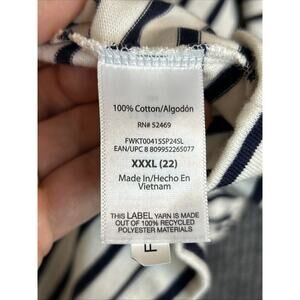 100% Cotton/Algodón
RN# 52469
FWKT00415SP24SL
EAN/UPC 8 809952265077
XXXL (22)
Made In/Hecho En
Vietnam
THIS LABEL YARN IS MADE
OUT OF 100% RECYCLED
POLYESTER MATERIALS
F